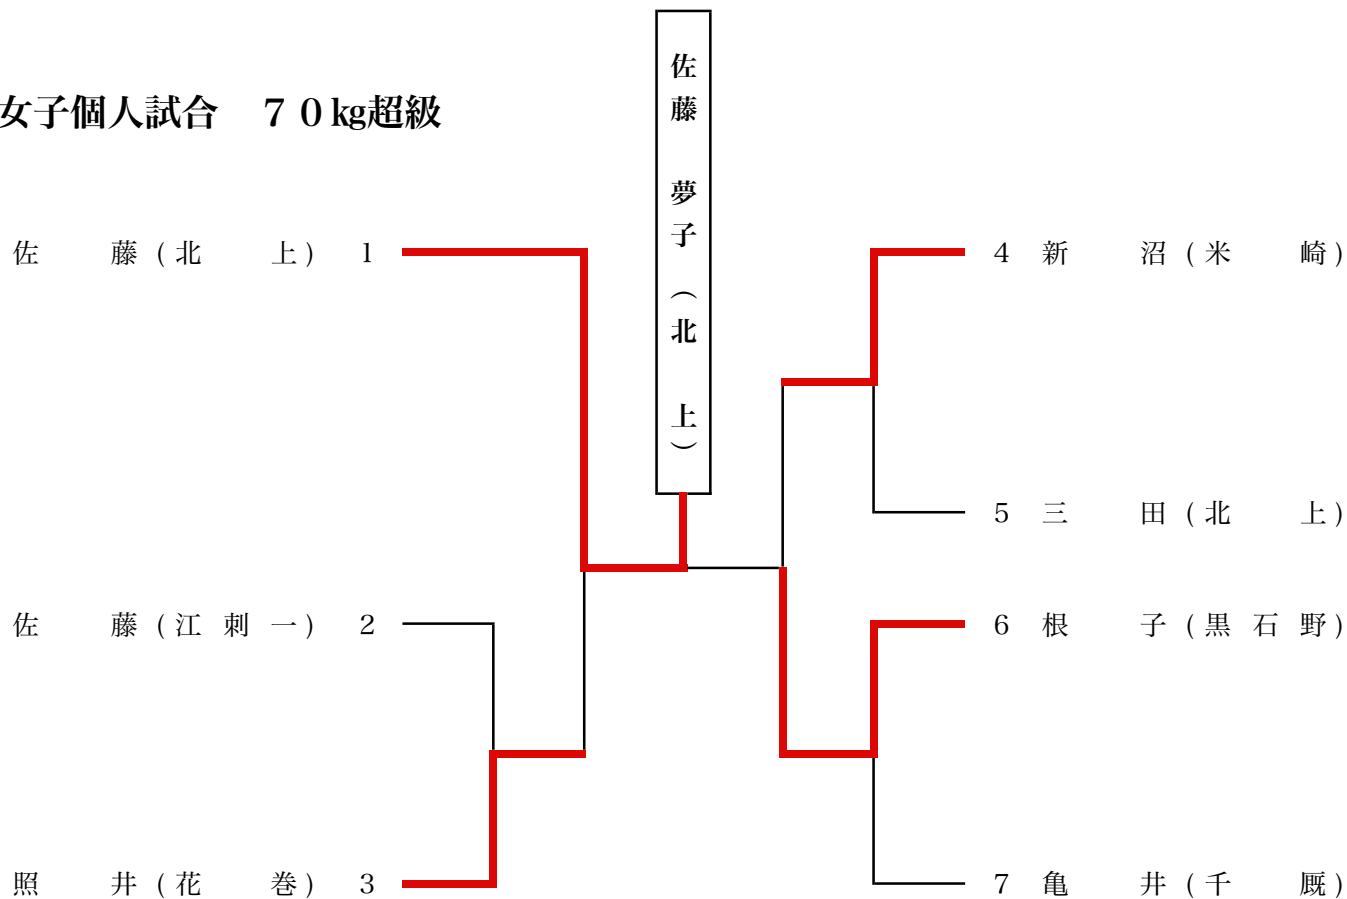 女子個人試合　７０㎏超級
佐藤　夢子（北　上）
佐　藤（北　上） 1
佐　藤（江刺一） 2
照　井（花　巻） 3
4 新　沼（米　崎）
5 三　田（北　上）
6 根　子（黒石野）
7 亀　井（千　厩）